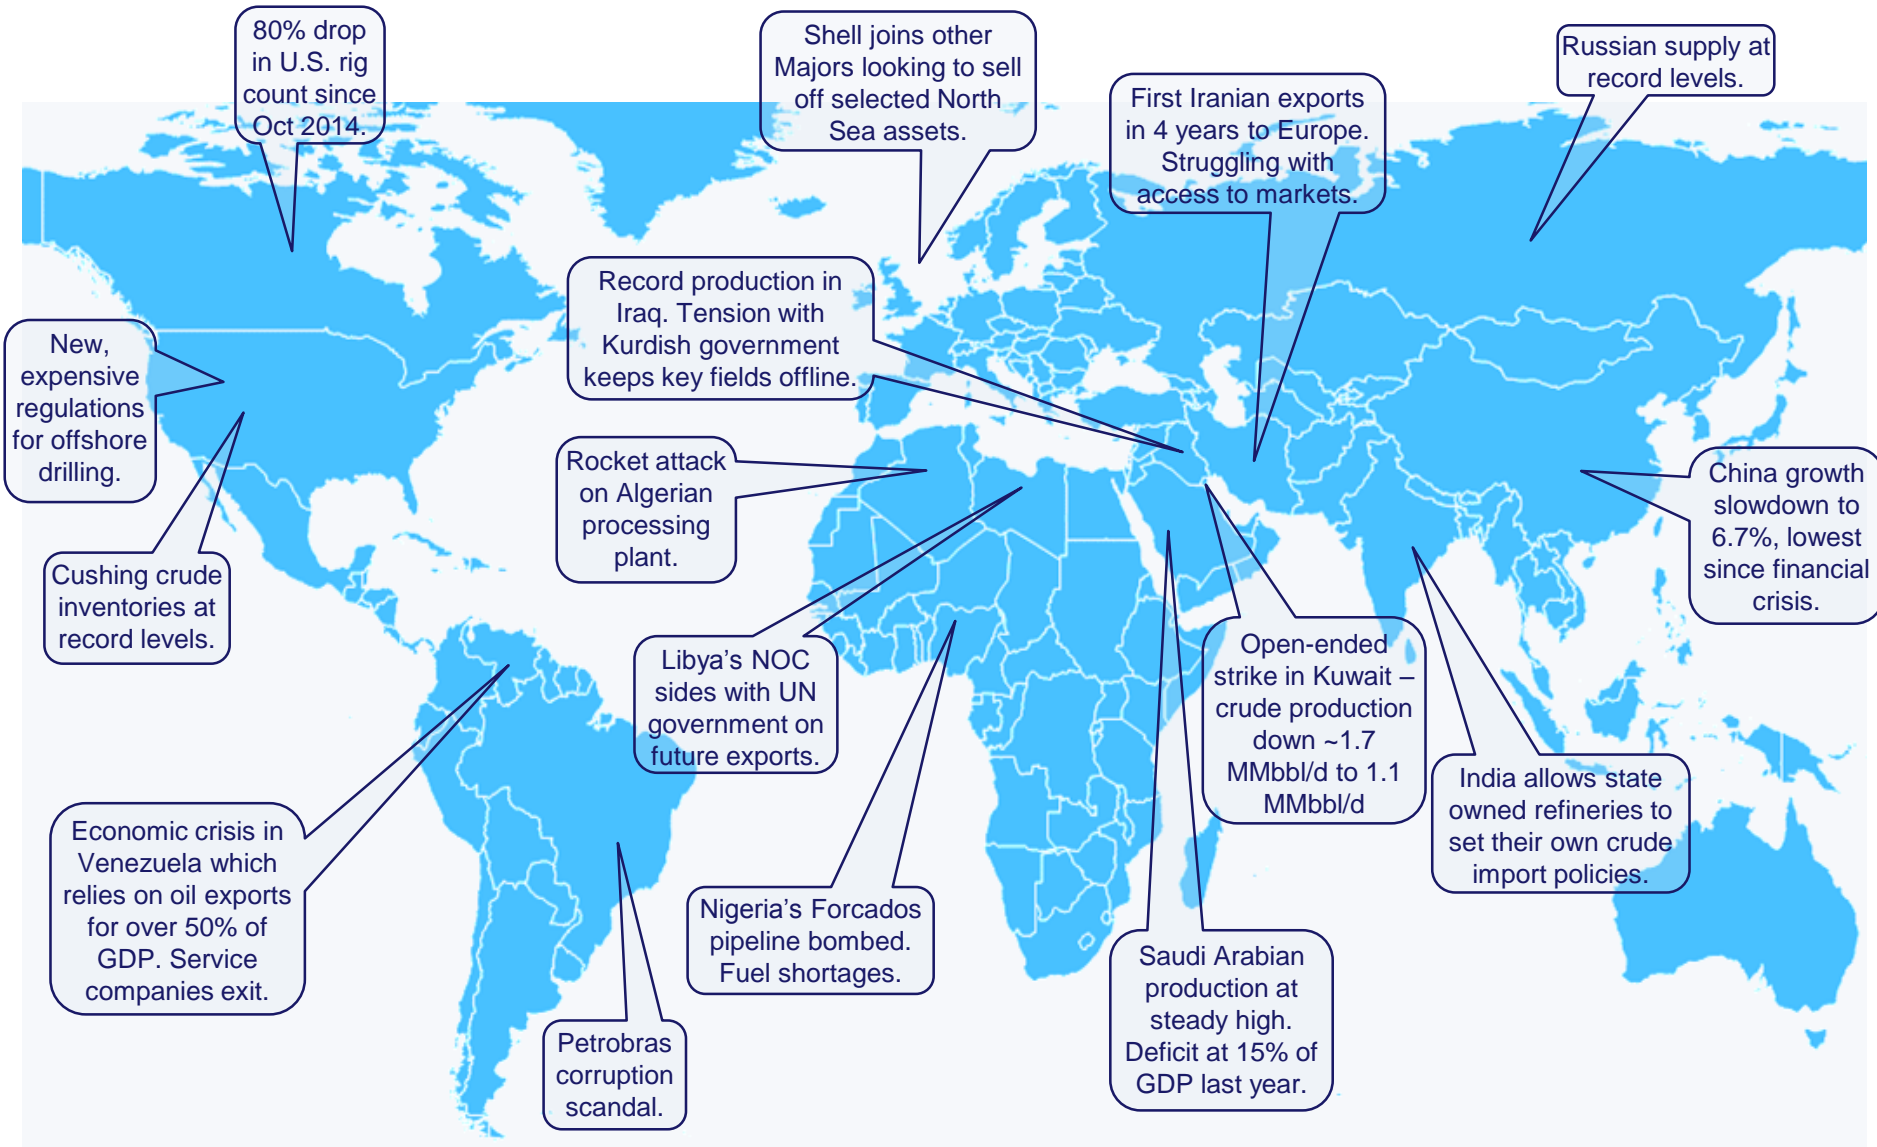 80% drop
in U.S. rig
count since
Oct 2014.
Shell joins other
Majors looking to sell
off selected North
Sea assets.
First Iranian exports
in 4 years to Europe.
Struggling with
access to markets.
Russian supply at
record levels.
Record production in
Iraq. Tension with
Kurdish government
keeps key fields offline.
New,
expensive
regulations
for offshore
drilling.
Rocket attack
on Algerian
processing
plant.
China growth
slowdown to
6.7%, lowest
since financial
crisis.
Cushing crude
inventories at
record levels.
Libya’s NOC
sides with UN
government on
future exports.
Open-ended
strike in Kuwait –
crude production
down ~1.7
MMbbl/d to 1.1
MMbbl/d
India allows state
owned refineries to
set their own crude
import policies.
Economic crisis in
Venezuela which
relies on oil exports
for over 50% of
GDP. Service
companies exit.
Nigeria’s Forcados
pipeline bombed.
Fuel shortages.
Saudi Arabian
production at
steady high.
Deficit at 15% of
GDP last year.
Petrobras
corruption
scandal.